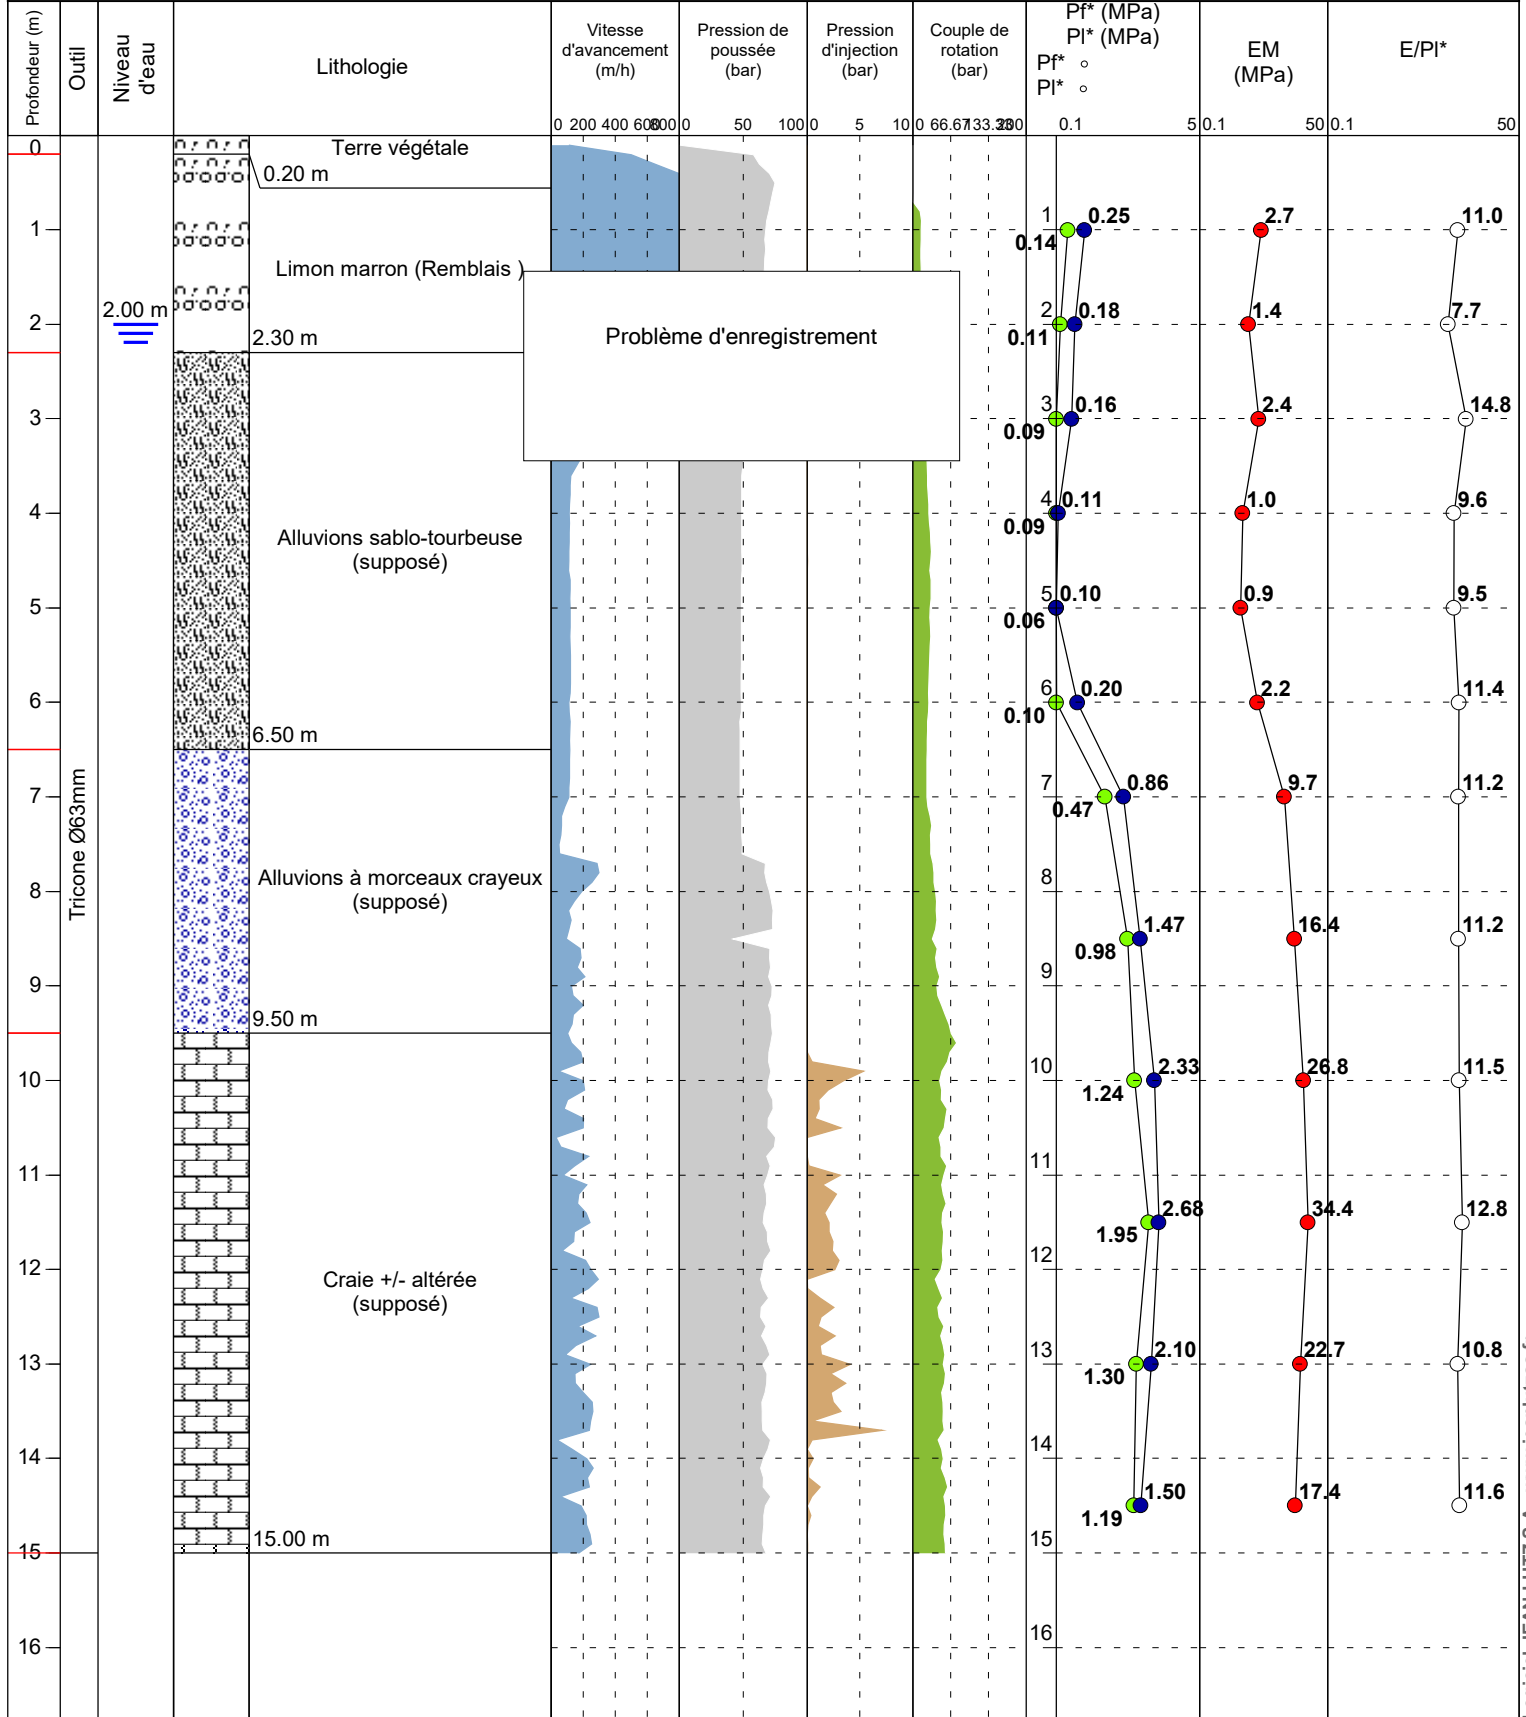 Profondeur (m)
Outil
Niveau
d'eau
Lithologie
Vitesse
d'avancement
(m/h)
Pression de
poussée
(bar)
Pression
d'injection
(bar)
Couple de
rotation
(bar)
Pf* (MPa)
Pl* (MPa)
Pf*
Pl*
EM
(MPa)
E/Pl*
0 200 400 600 800
0 50 100
0 5 10
0 66.67 133.33 200
0.1 5
0.1 50
0.1 50
0
Terre végétale
0.20 m
1
1
0.14
0.25
2.7
11.0
Limon marron (Remblais )
2.00 m
2
2.30 m
Problème d'enregistrement
2
0.11
0.18
1.4
7.7
3
3
0.09
0.16
2.4
14.8
4
4
0.09
0.11
1.0
9.6
Alluvions sablo-tourbeuse
(supposé)
5
5
0.06
0.10
0.9
9.5
6
6
0.10
0.20
2.2
11.4
6.50 m
Tricone Ø63mm
7
7
0.47
0.86
9.7
11.2
8
8
Alluvions à morceaux crayeux
(supposé)
0.98
1.47
16.4
11.2
9
9
9.50 m
10
10
1.24
2.33
26.8
11.5
11
11
1.95
2.68
34.4
12.8
12
12
Craie +/- altérée
(supposé)
13
13
1.30
2.10
22.7
10.8
14
14
1.19
1.50
17.4
11.6
15.00 m
15
15
16
16